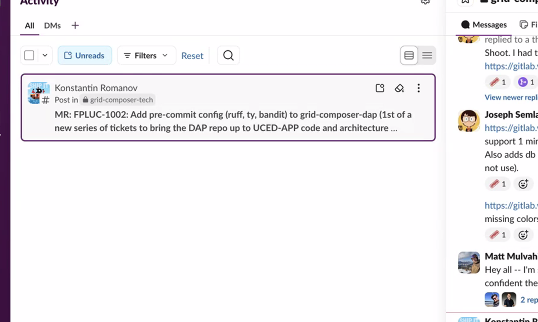 Activity
All DMs +
Unreads
Filters
Reset
Konstantin Romanov
Post in grid-composer-tech
MR: FPLUC-1002: Add pre-commit config (ruff, ty, bandit) to grid-composer-dap (1st of a
new series of tickets to bring the DAP repo up to UCED-APP code and architecture ...
Messages
replied to a th
Shoot. I had t
https://gitlab.
1 1
View newer repli
Joseph Semla
https://gitlab.
support 1 min
Also adds db
not use).
1
https://gitlab.
missing colors
1
Matt Mulvah
Hey all -- I'm
confident the
2 rep